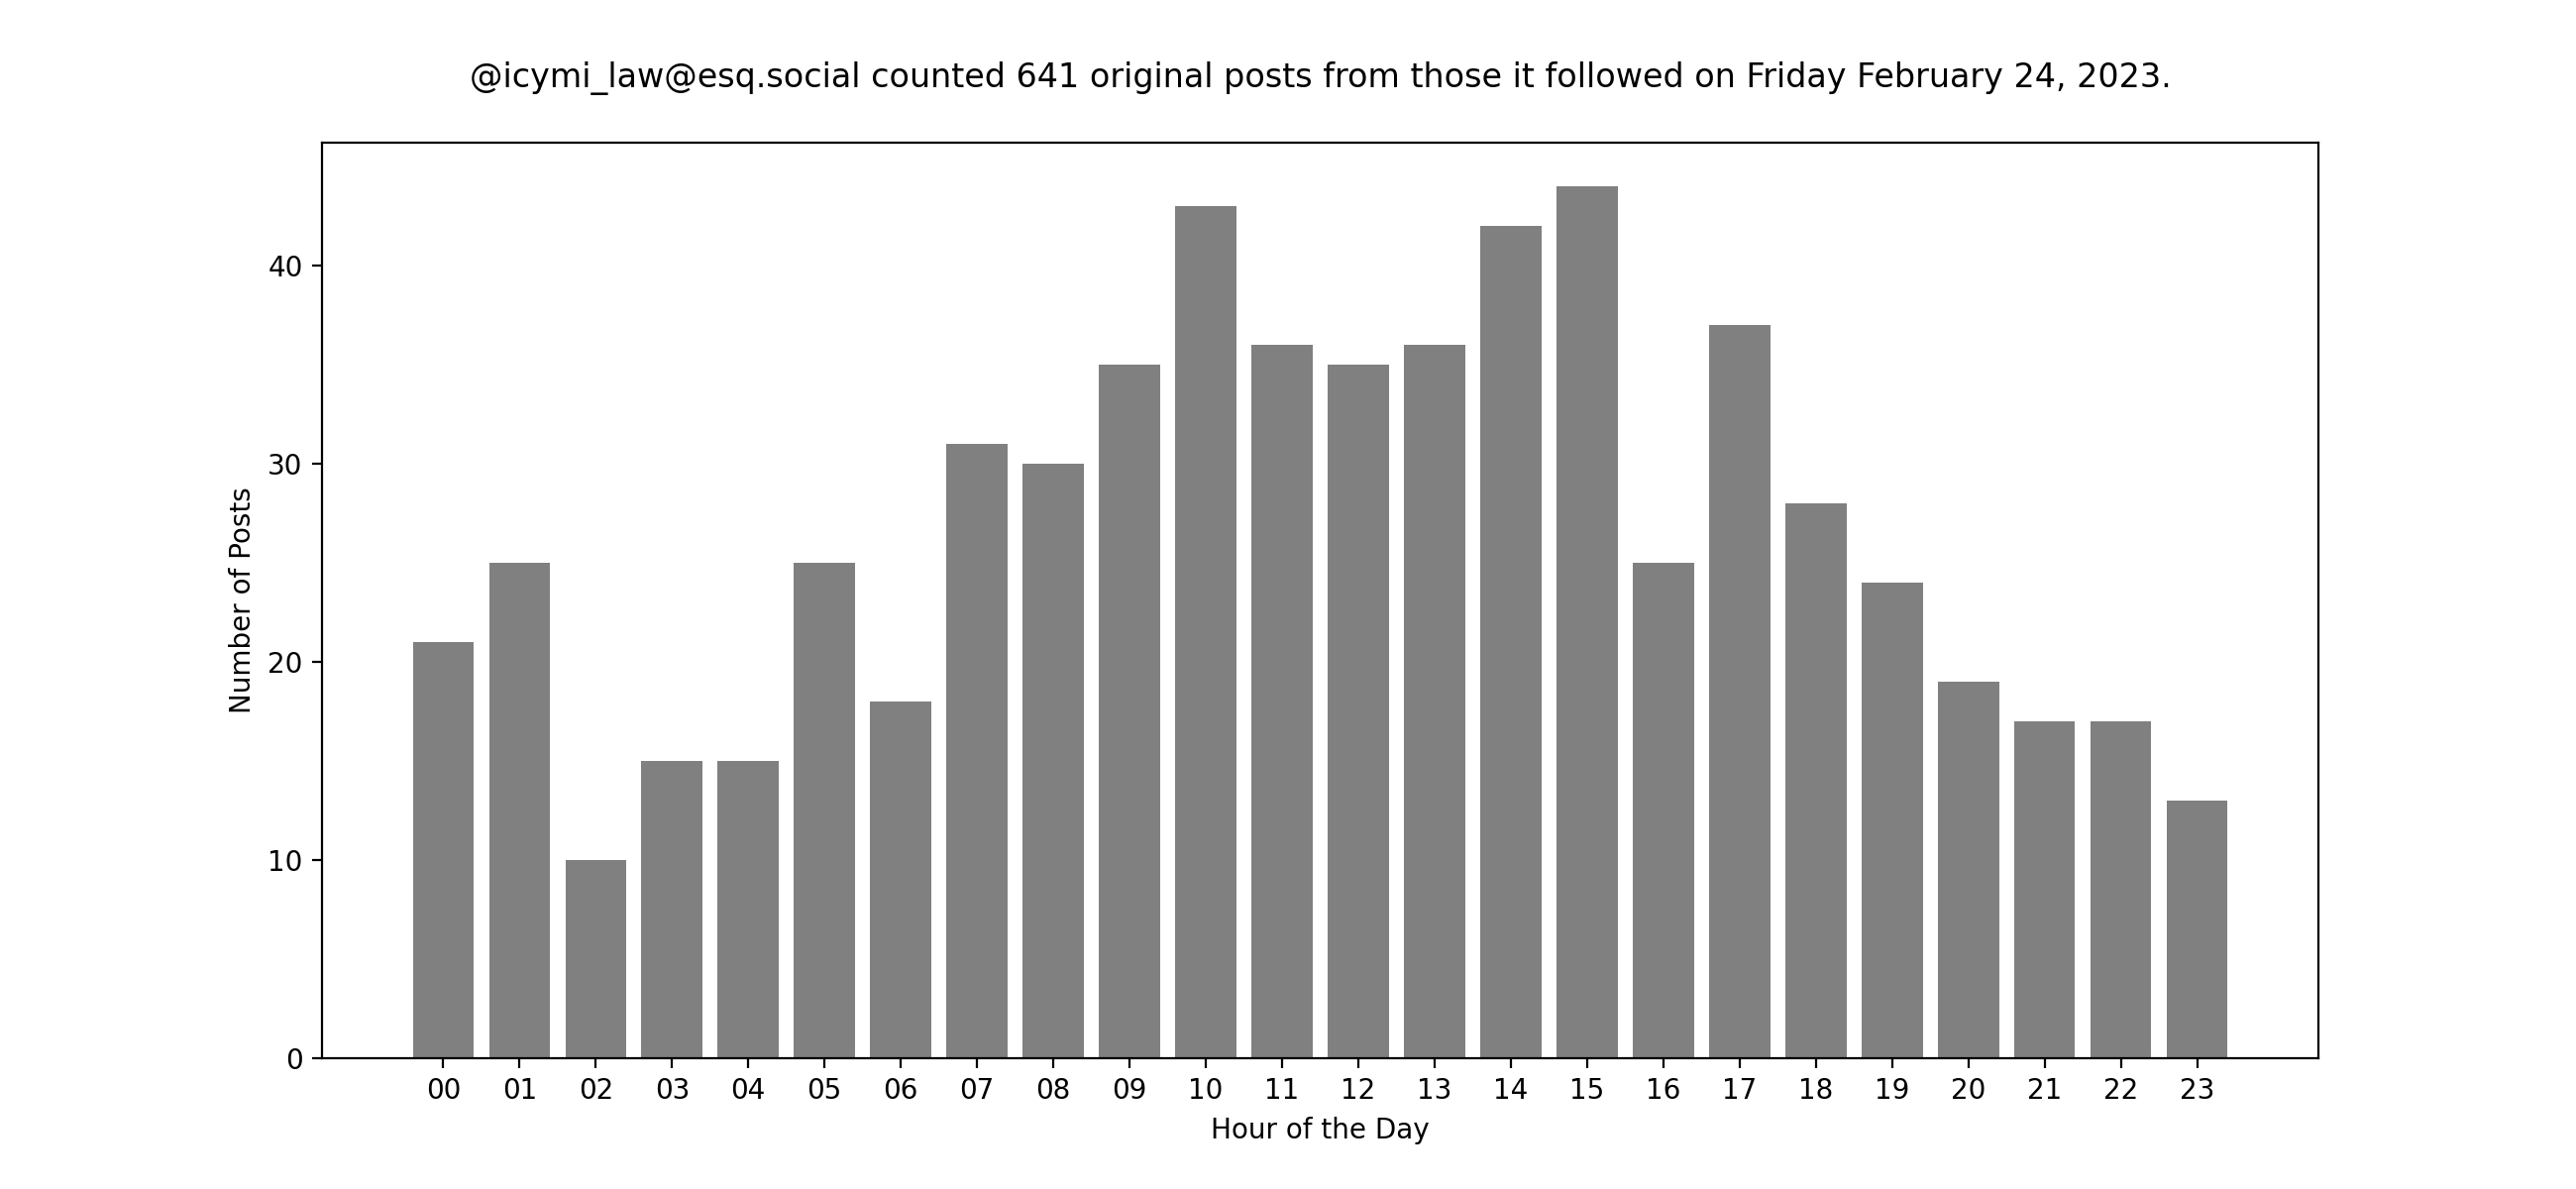 @icymi_law@esq.social counted 641 original posts from those it followed on Friday February 24, 2023.
40
30
20
10
0
Number of Posts
00 01 02 03 04 05 06 07 08 09 10 11 12 13 14 15 16 17 18 19 20 21 22 23
Hour of the Day